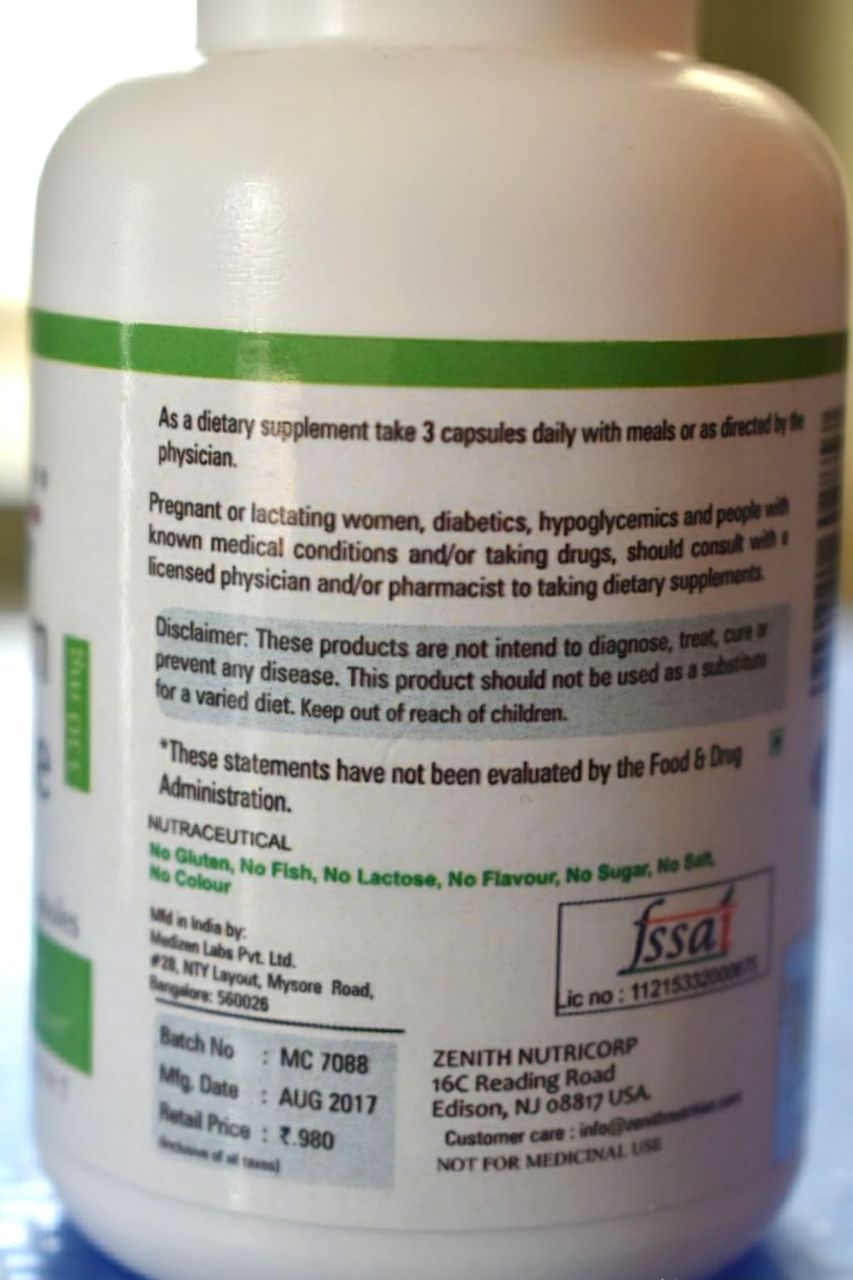 As a dietary supplement take 3 capsules daily with meals or as directed by the
physician.
Pregnant or lactating women, diabetics, hypoglycemics and people with
known medical conditions and/or taking drugs, should consult with a
licensed physician and/or pharmacist to taking dietary supplements.
Disclaimer: These products are not intend to diagnose, treat, cure or
prevent any disease. This product should not be used as a substitute
for a varied diet. Keep out of reach of children.
*These statements have not been evaluated by the Food & Drug
Administration.
NUTRACEUTICAL
No Gluten, No Fish, No Lactose, No Flavour, No Sugar, No Salt,
No Colour
Mfd in India by:
Medizen Labs Pvt. Ltd.
#28, NTY Layout, Mysore Road,
Bangalore: 560026
fssai
Lic no :
Batch No : MC 7088
Mfg. Date : AUG 2017
Retail Price : ₹.980
(inclusive of all taxes)
ZENITH NUTRICORP
16C Reading Road
Edison, NJ 08817 USA.
Customer care : info@zenithnutrition.com
NOT FOR MEDICINAL USE